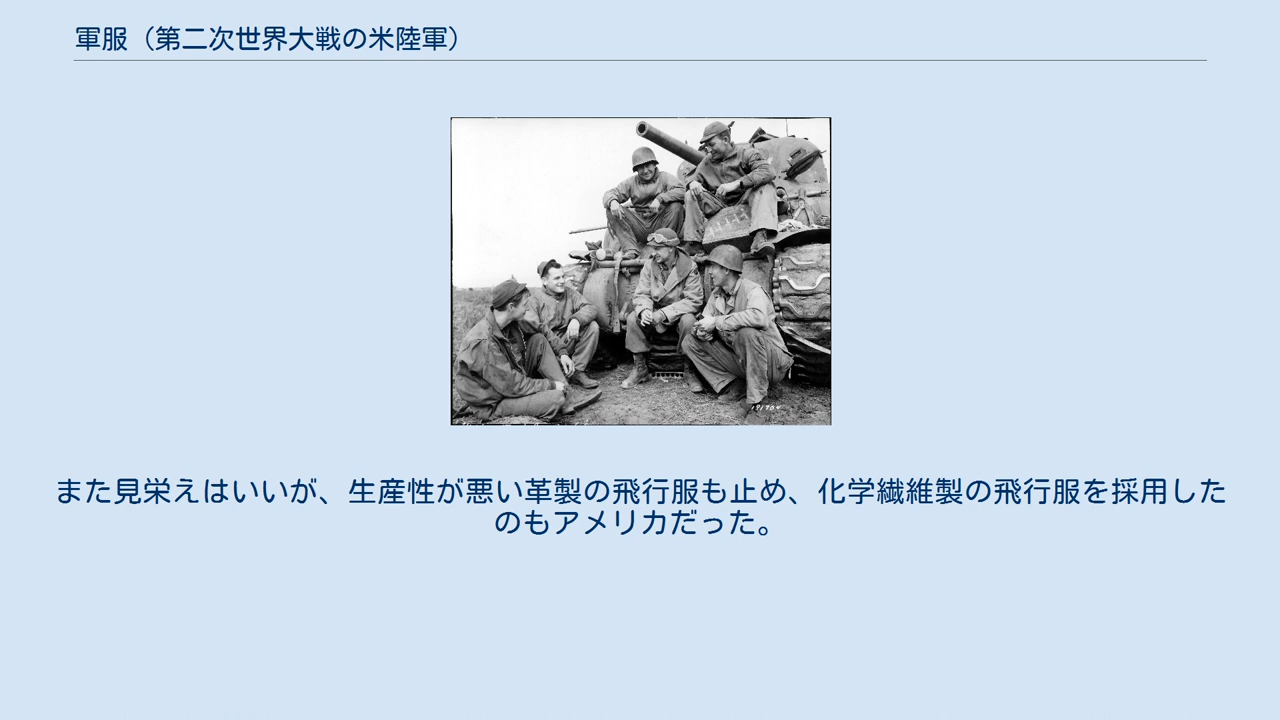 軍服（第二次世界大戦の米陸軍）
191704
また見栄えはいいが、生産性が悪い革製の飛行服も止め、化学繊維製の飛行服を採用した
のもアメリカだった。